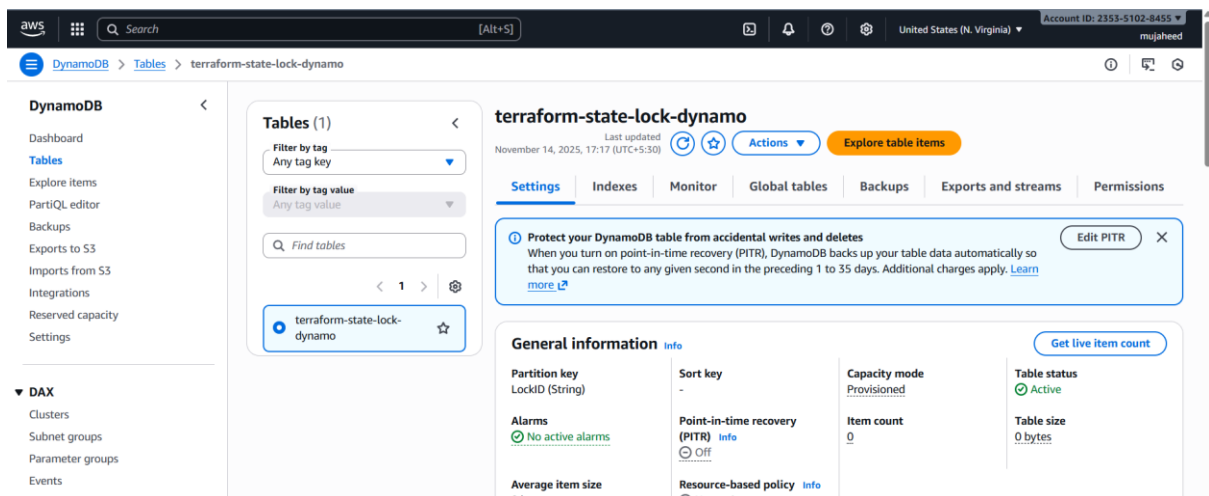 aws
Search
[Alt+S]
United States (N. Virginia) ▼
Account ID: 2353-5102-8455 ▼
mujaheed
DynamoDB > Tables > terraform-state-lock-dynamo
DynamoDB
Dashboard
Tables
Explore items
PartiQL editor
Backups
Exports to S3
Imports from S3
Integrations
Reserved capacity
Settings
▼ DAX
Clusters
Subnet groups
Parameter groups
Events
Tables (1)
Filter by tag
Any tag key
Filter by tag value
Any tag value
Find tables
< 1 >
terraform-state-lock-
dynamo
terraform-state-lock-dynamo
Last updated
November 14, 2025, 17:17 (UTC+5:30)
Actions ▼
Explore table items
Settings
Indexes
Monitor
Global tables
Backups
Exports and streams
Permissions
Protect your DynamoDB table from accidental writes and deletes
When you turn on point-in-time recovery (PITR), DynamoDB backs up your table data automatically so
that you can restore to any given second in the preceding 1 to 35 days. Additional charges apply. Learn
more
Edit PITR
General information Info
Get live item count
Partition key
LockID (String)
Sort key
-
Capacity mode
Provisioned
Table status
Active
Alarms
No active alarms
Point-in-time recovery
(PITR) Info
Off
Item count
0
Table size
0 bytes
Average item size
Resource-based policy Info